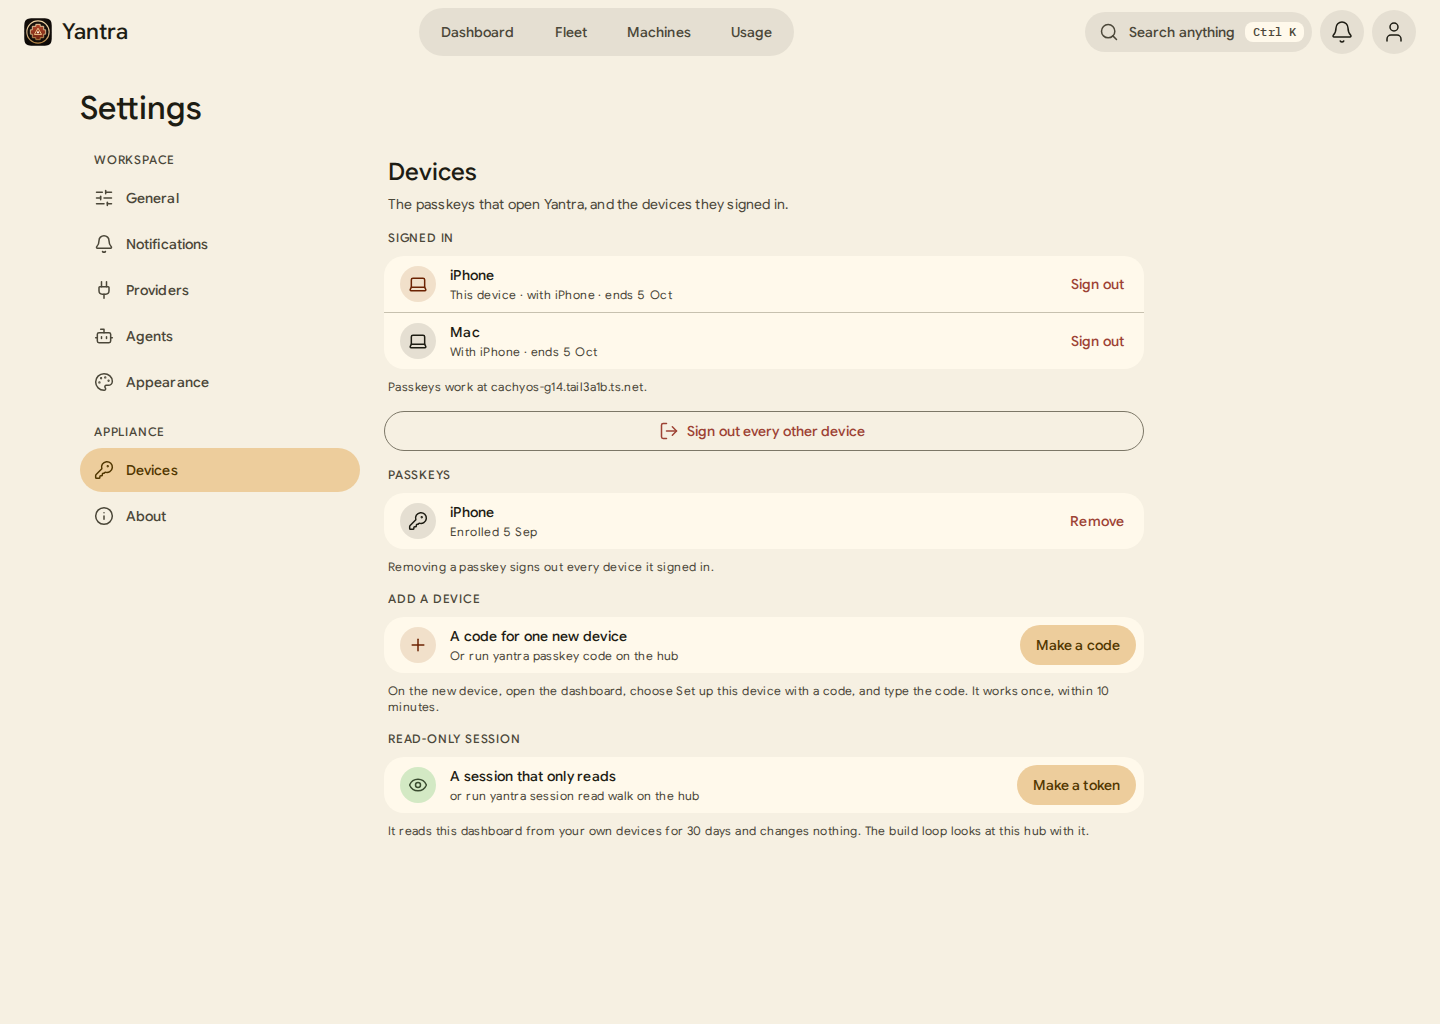 Yantra
Dashboard
Fleet
Machines
Usage
Search anything
Ctrl K
Settings
WORKSPACE
General
Notifications
Providers
Agents
Appearance
APPLIANCE
Devices
About
Devices
The passkeys that open Yantra, and the devices they signed in.
SIGNED IN
iPhone
This device · with iPhone · ends 5 Oct
Sign out
Mac
With iPhone · ends 5 Oct
Sign out
Passkeys work at cachyos-g14.tail3a1b.ts.net.
Sign out every other device
PASSKEYS
iPhone
Enrolled 5 Sep
Remove
Removing a passkey signs out every device it signed in.
ADD A DEVICE
A code for one new device
Or run yantra passkey code on the hub
Make a code
On the new device, open the dashboard, choose Set up this device with a code, and type the code. It works once, within 10
minutes.
READ-ONLY SESSION
A session that only reads
or run yantra session read walk on the hub
Make a token
It reads this dashboard from your own devices for 30 days and changes nothing. The build loop looks at this hub with it.